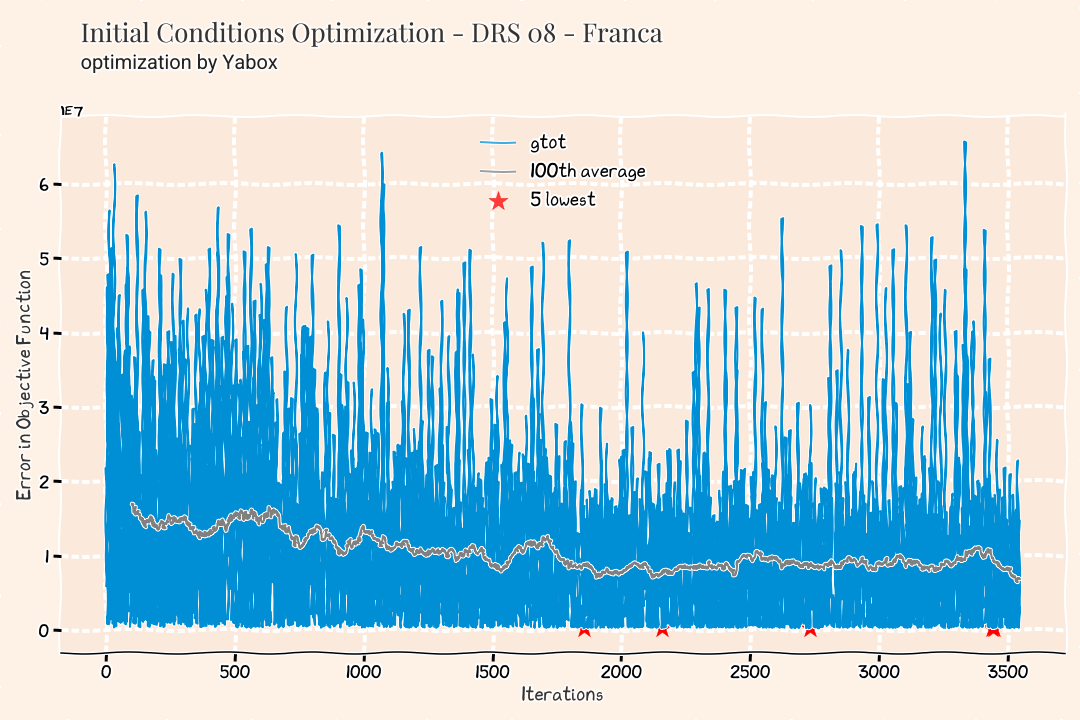 Initial Conditions Optimization - DRS 08 - Franca
optimization by Yabox
1E7
gtot
100th average
5 lowest
6
5
4
3
2
1
0
Error in Objective Function
0 500 1000 1500 2000 2500 3000 3500
Iterations